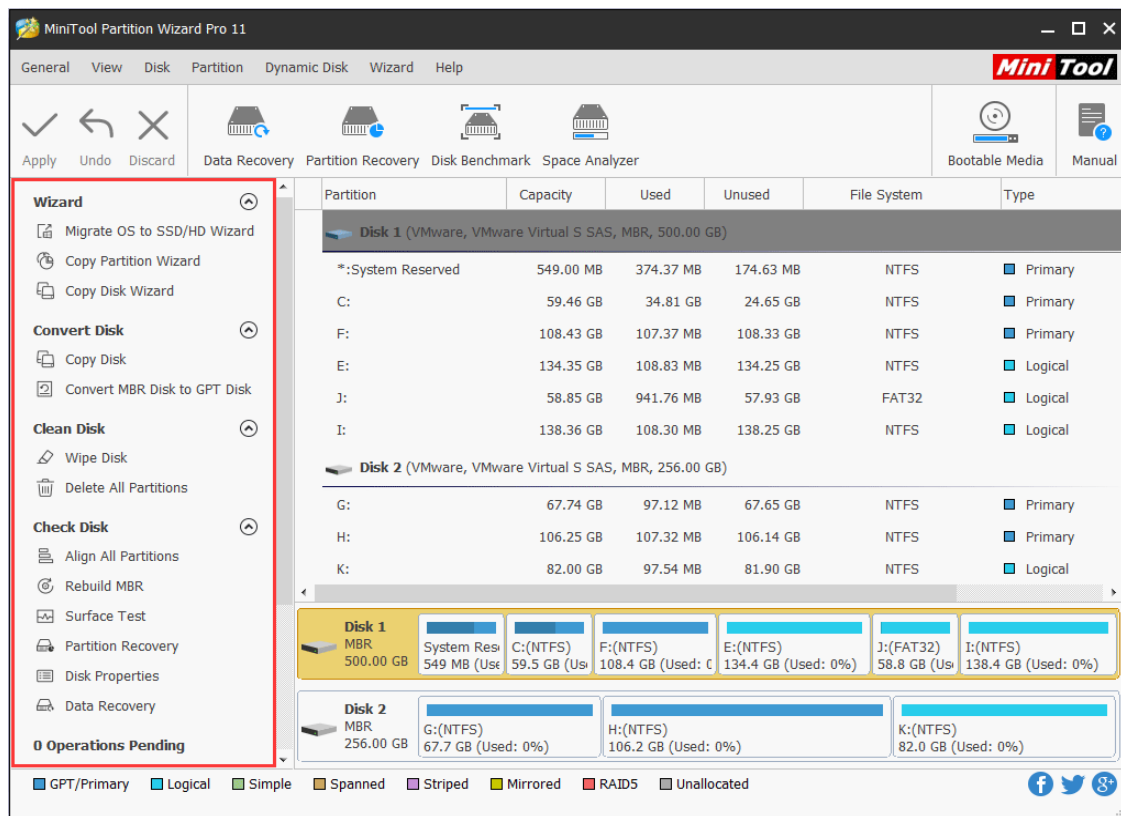 MiniTool Partition Wizard Pro 11
General View Disk Partition Dynamic Disk Wizard Help
Mini Tool
Apply Undo Discard Data Recovery Partition Recovery Disk Benchmark Space Analyzer Bootable Media Manual
Wizard
Migrate OS to SSD/HD Wizard
Copy Partition Wizard
Copy Disk Wizard
Convert Disk
Copy Disk
Convert MBR Disk to GPT Disk
Clean Disk
Wipe Disk
Delete All Partitions
Check Disk
Align All Partitions
Rebuild MBR
Surface Test
Partition Recovery
Disk Properties
Data Recovery
0 Operations Pending
Partition Capacity Used Unused File System Type
Disk 1 (VMware, VMware Virtual S SAS, MBR, 500.00 GB)
*:System Reserved 549.00 MB 374.37 MB 174.63 MB NTFS Primary
C: 59.46 GB 34.81 GB 24.65 GB NTFS Primary
F: 108.43 GB 107.37 MB 108.33 GB NTFS Primary
E: 134.35 GB 108.83 MB 134.25 GB NTFS Logical
J: 58.85 GB 941.76 MB 57.93 GB FAT32 Logical
I: 138.36 GB 108.30 MB 138.25 GB NTFS Logical
Disk 2 (VMware, VMware Virtual S SAS, MBR, 256.00 GB)
G: 67.74 GB 97.12 MB 67.65 GB NTFS Primary
H: 106.25 GB 107.32 MB 106.14 GB NTFS Primary
K: 82.00 GB 97.54 MB 81.90 GB NTFS Logical
Disk 1
MBR
500.00 GB
System Res
549 MB (Use
C:(NTFS)
59.5 GB (Us
F:(NTFS)
108.4 GB (Used: 
E:(NTFS)
134.4 GB (Used: 0%)
J:(FAT32)
58.8 GB (Us
I:(NTFS)
138.4 GB (Used: 0%)
Disk 2
MBR
256.00 GB
G:(NTFS)
67.7 GB (Used: 0%)
H:(NTFS)
106.2 GB (Used: 0%)
K:(NTFS)
82.0 GB (Used: 0%)
GPT/Primary Logical Simple Spanned Striped Mirrored RAID5 Unallocated